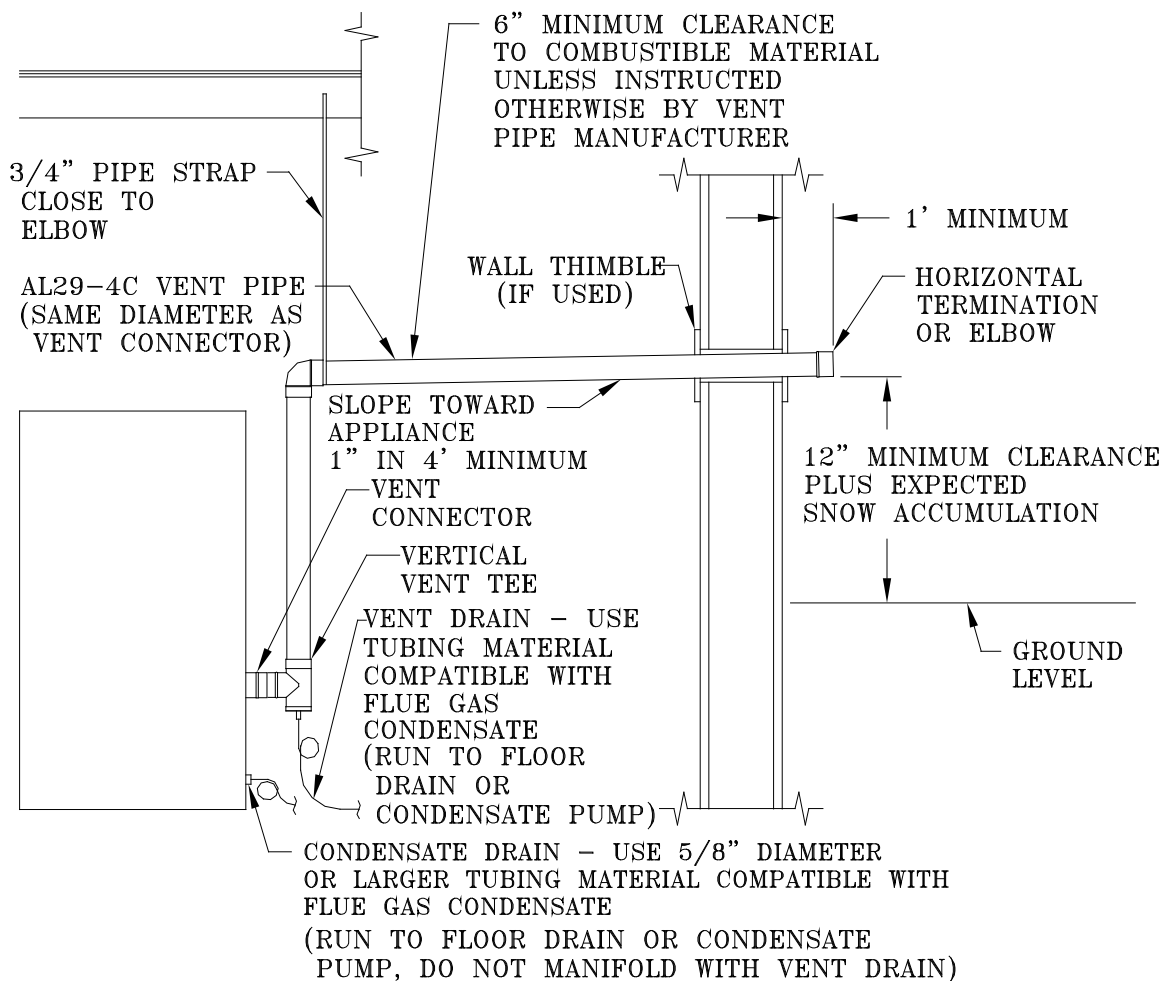 6” MINIMUM CLEARANCE
TO COMBUSTIBLE MATERIAL
UNLESS INSTRUCTED
OTHERWISE BY VENT
PIPE MANUFACTURER
3/4” PIPE STRAP
CLOSE TO
ELBOW
1’ MINIMUM
WALL THIMBLE
(IF USED)
HORIZONTAL
TERMINATION
OR ELBOW
AL29-4C VENT PIPE
(SAME DIAMETER AS
VENT CONNECTOR)
SLOPE TOWARD
APPLIANCE
1” IN 4’ MINIMUM
12” MINIMUM CLEARANCE
PLUS EXPECTED
SNOW ACCUMULATION
VENT
CONNECTOR
VERTICAL
VENT TEE
VENT DRAIN - USE
TUBING MATERIAL
COMPATIBLE WITH
FLUE GAS
CONDENSATE
(RUN TO FLOOR
DRAIN OR
CONDENSATE PUMP)
GROUND
LEVEL
CONDENSATE DRAIN - USE 5/8” DIAMETER
OR LARGER TUBING MATERIAL COMPATIBLE WITH
FLUE GAS CONDENSATE
(RUN TO FLOOR DRAIN OR CONDENSATE
PUMP, DO NOT MANIFOLD WITH VENT DRAIN)